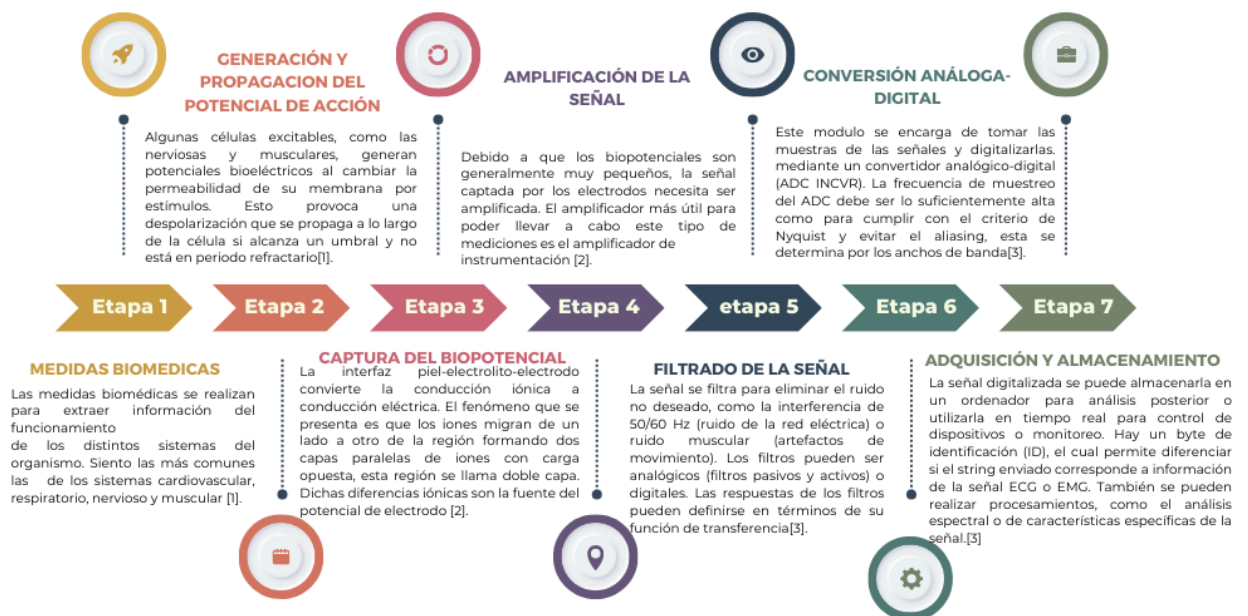 GENERACIÓN Y
PROPAGACION DEL
POTENCIAL DE ACCIÓN
Algunas células excitables, como las
nerviosas y musculares, generan
potenciales bioeléctricos al cambiar la
permeabilidad de su membrana por
estímulos. Esto provoca una
despolarización que se propaga a lo largo
de la célula si alcanza un umbral y no
está en periodo refractario[1].
AMPLIFICACIÓN DE LA
SEÑAL
Debido a que los biopotenciales son
generalmente muy pequeños, la señal
captada por los electrodos necesita ser
amplificada. El amplificador más útil para
poder llevar a cabo este tipo de
mediciones es el amplificador de
instrumentación [2].
CONVERSIÓN ANÁLOGA-
DIGITAL
Este modulo se encarga de tomar las
muestras de las señales y digitalizarlas.
mediante un convertidor analógico-digital
(ADC INCVR). La frecuencia de muestreo
del ADC debe ser lo suficientemente alta
como para cumplir con el criterio de
Nyquist y evitar el aliasing, esta se
determina por los anchos de banda[3].
Etapa 1
Etapa 2
Etapa 3
Etapa 4
etapa 5
Etapa 6
Etapa 7
MEDIDAS BIOMEDICAS
Las medidas biomédicas se realizan
para extraer información del
funcionamiento
de los distintos sistemas del
organismo. Siento las más comunes
las de los sistemas cardiovascular,
respiratorio, nervioso y muscular [1].
CAPTURA DEL BIOPOTENCIAL
La interfaz piel-electrolito-electrodo
convierte la conducción iónica a
conducción eléctrica. El fenómeno que se
presenta es que los iones migran de un
lado a otro de la región formando dos
capas paralelas de iones con carga
opuesta, esta región se llama doble capa.
Dichas diferencias iónicas son la fuente del
potencial de electrodo [2].
FILTRADO DE LA SEÑAL
La señal se filtra para eliminar el ruido
no deseado, como la interferencia de
50/60 Hz (ruido de la red eléctrica) o
ruido muscular (artefactos de
movimiento). Los filtros pueden ser
analógicos (filtros pasivos y activos) o
digitales. Las respuestas de los filtros
pueden definirse en términos de su
función de transferencia[3].
ADQUISICIÓN Y ALMACENAMIENTO
La señal digitalizada se puede almacenarla en
un ordenador para análisis posterior o
utilizarla en tiempo real para control de
dispositivos o monitoreo. Hay un byte de
identificación (ID), el cual permite diferenciar
si el string enviado corresponde a información
de la señal ECG o EMG. También se pueden
realizar procesamientos, como el análisis
espectral o de características específicas de la
señal.[3]